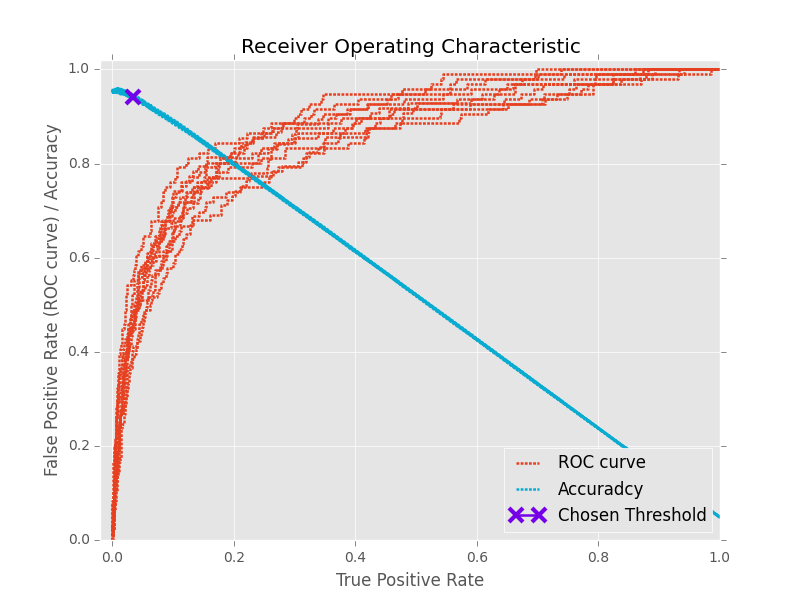 Receiver Operating Characteristic
False Positive Rate (ROC curve) / Accuracy
1.0
0.8
0.6
0.4
0.2
0.0
0.0 0.2 0.4 0.6 0.8 1.0
True Positive Rate
ROC curve
Accuradcy
Chosen Threshold